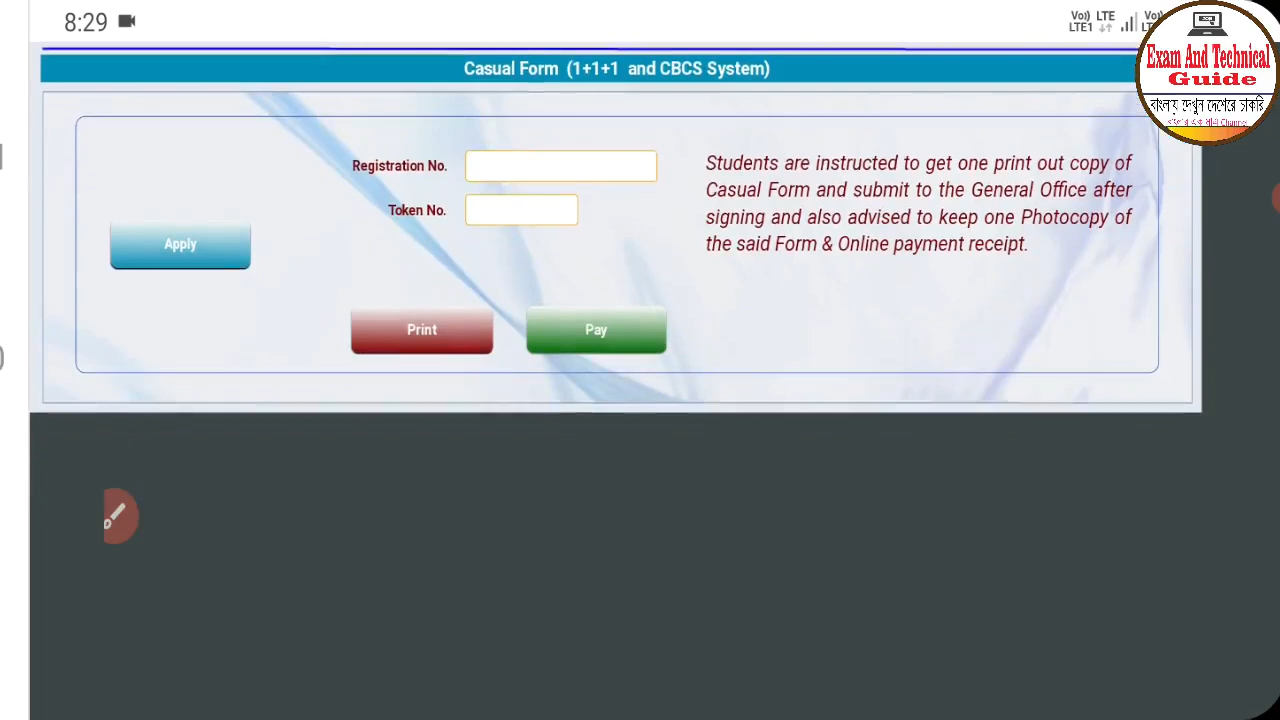 8:29
Vo) LTE
LTE1
Vo)
Exam And Technical
Guide
বাংলায় দেখুন দেশের চাকরি
Channel
Casual Form (1+1+1 and CBCS System)
Registration No.
Token No.
Apply
Print
Pay
Students are instructed to get one print out copy of
Casual Form and submit to the General Office after
signing and also advised to keep one Photocopy of
the said Form & Online payment receipt.